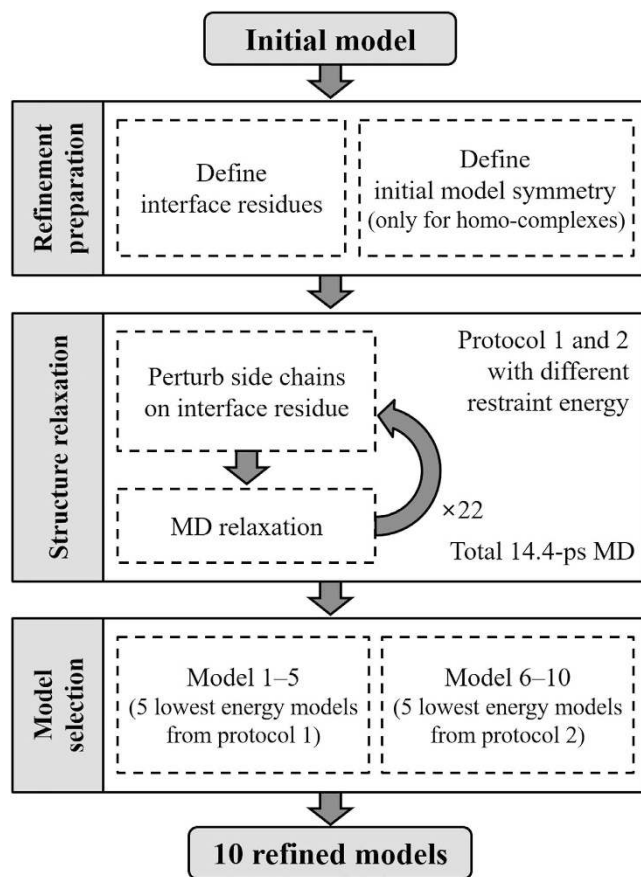 Initial model
Refinement
preparation
Define
interface residues
Define
initial model symmetry
(only for homo-complexes)
Structure relaxation
Perturb side chains
on interface residue
MD relaxation
Protocol 1 and 2
with different
restraint energy
×22
Total 14.4-ps MD
Model
selection
Model 1–5
(5 lowest energy models
from protocol 1)
Model 6–10
(5 lowest energy models
from protocol 2)
10 refined models